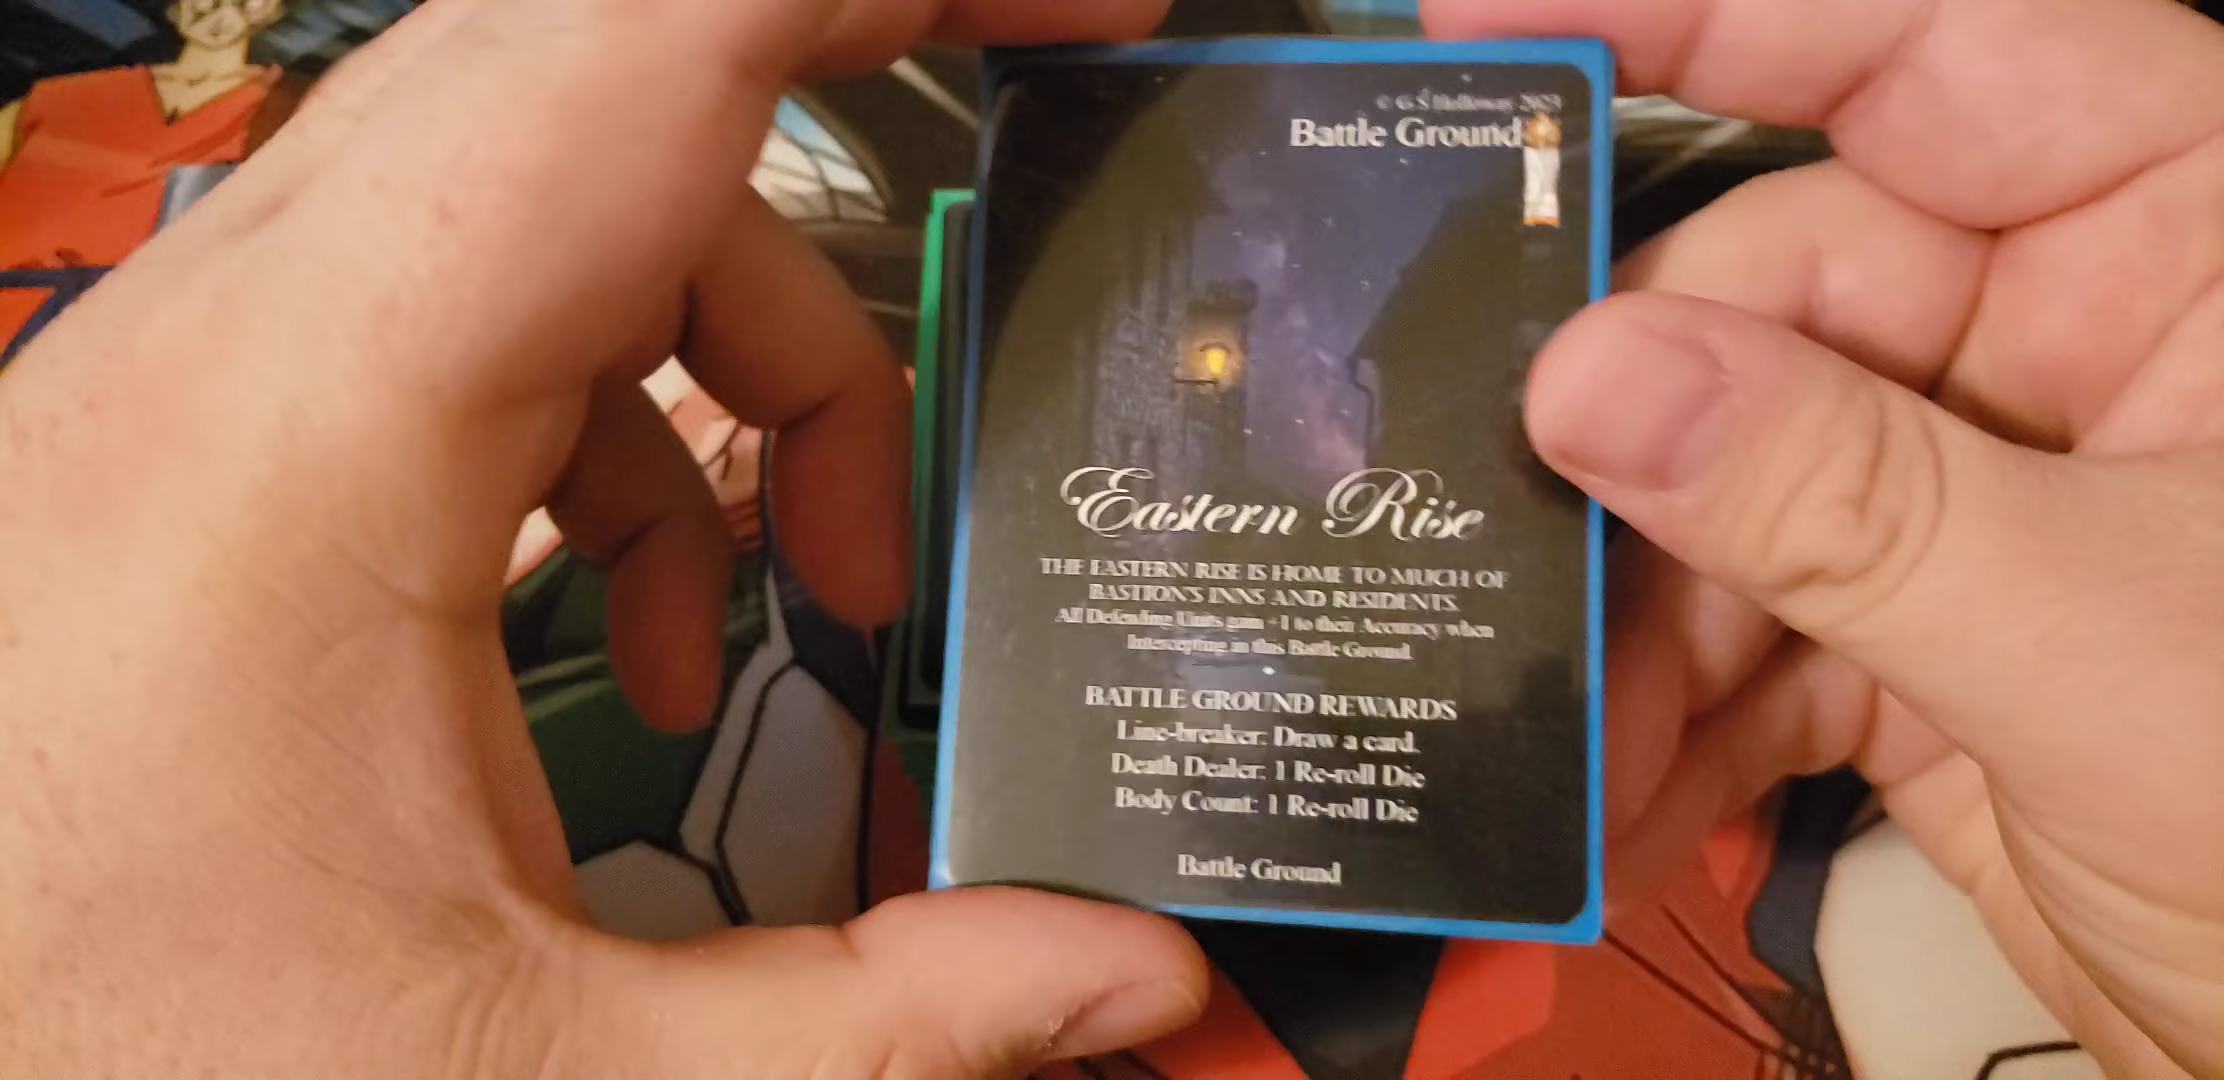 © G S Holloway 2023
Battle Ground
Eastern Rise
THE EASTERN RISE IS HOME TO MUCH OF
BASTION'S INNS AND RESIDENTS.
All Defending Units gain +1 to their Accuracy when
Intercepting in this Battle Ground.
BATTLE GROUND REWARDS
Line-breaker: Draw a card.
Death Dealer: 1 Re-roll Die
Body Count: 1 Re-roll Die
Battle Ground